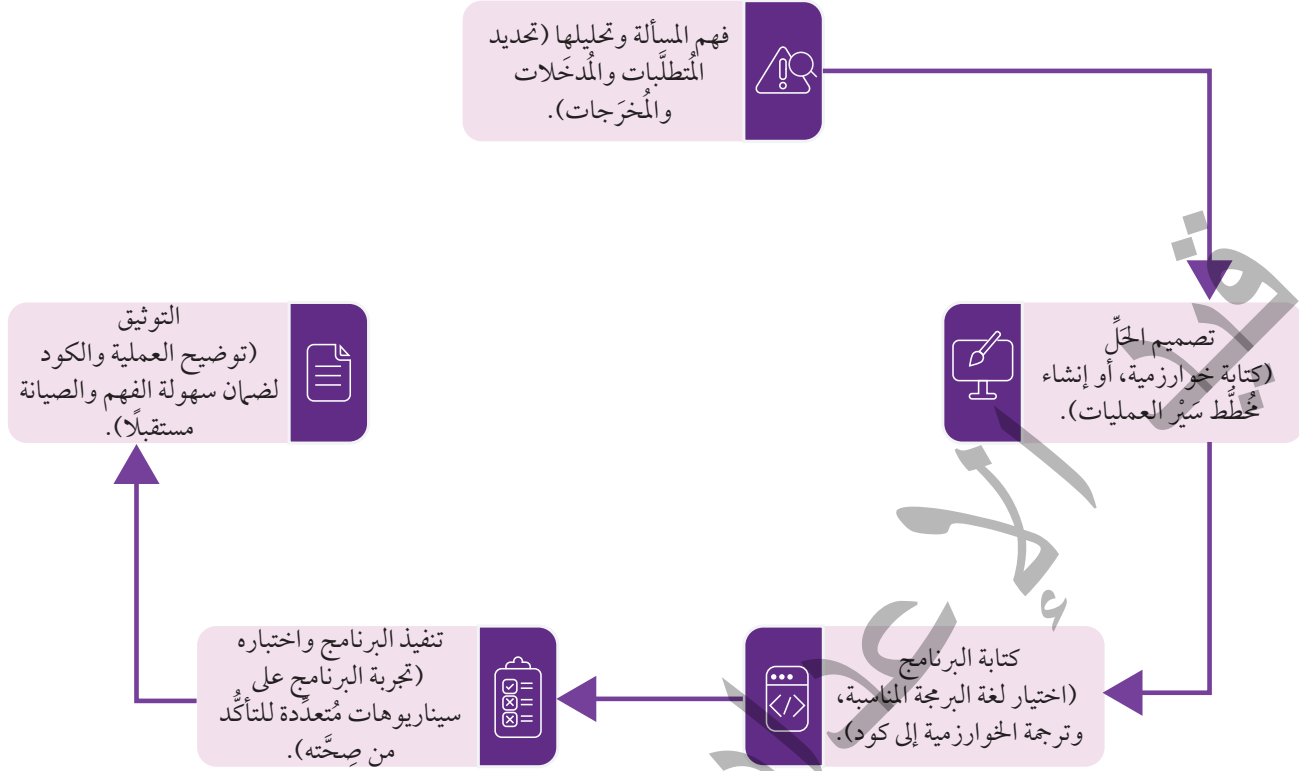 فهم المسألة وتحليلها (تحديد
المُتطلَّبات والمُدخَلات
والمُخرَجات).
تصميم الحَلِّ
(كتابة خوارزمية، أو إنشاء
مُخطَّط سَيْر العمليات).
كتابة البرنامج
(اختيار لغة البرمجة المناسبة،
وترجمة الخوارزمية إلى كود).
تنفيذ البرنامج واختباره
(تجربة البرنامج على
سيناريوهات مُتعدِّدة للتأكُّد
من صِحَّته).
التوثيق
(توضيح العملية والكود
لضمان سهولة الفهم والصيانة
مستقبلًا).